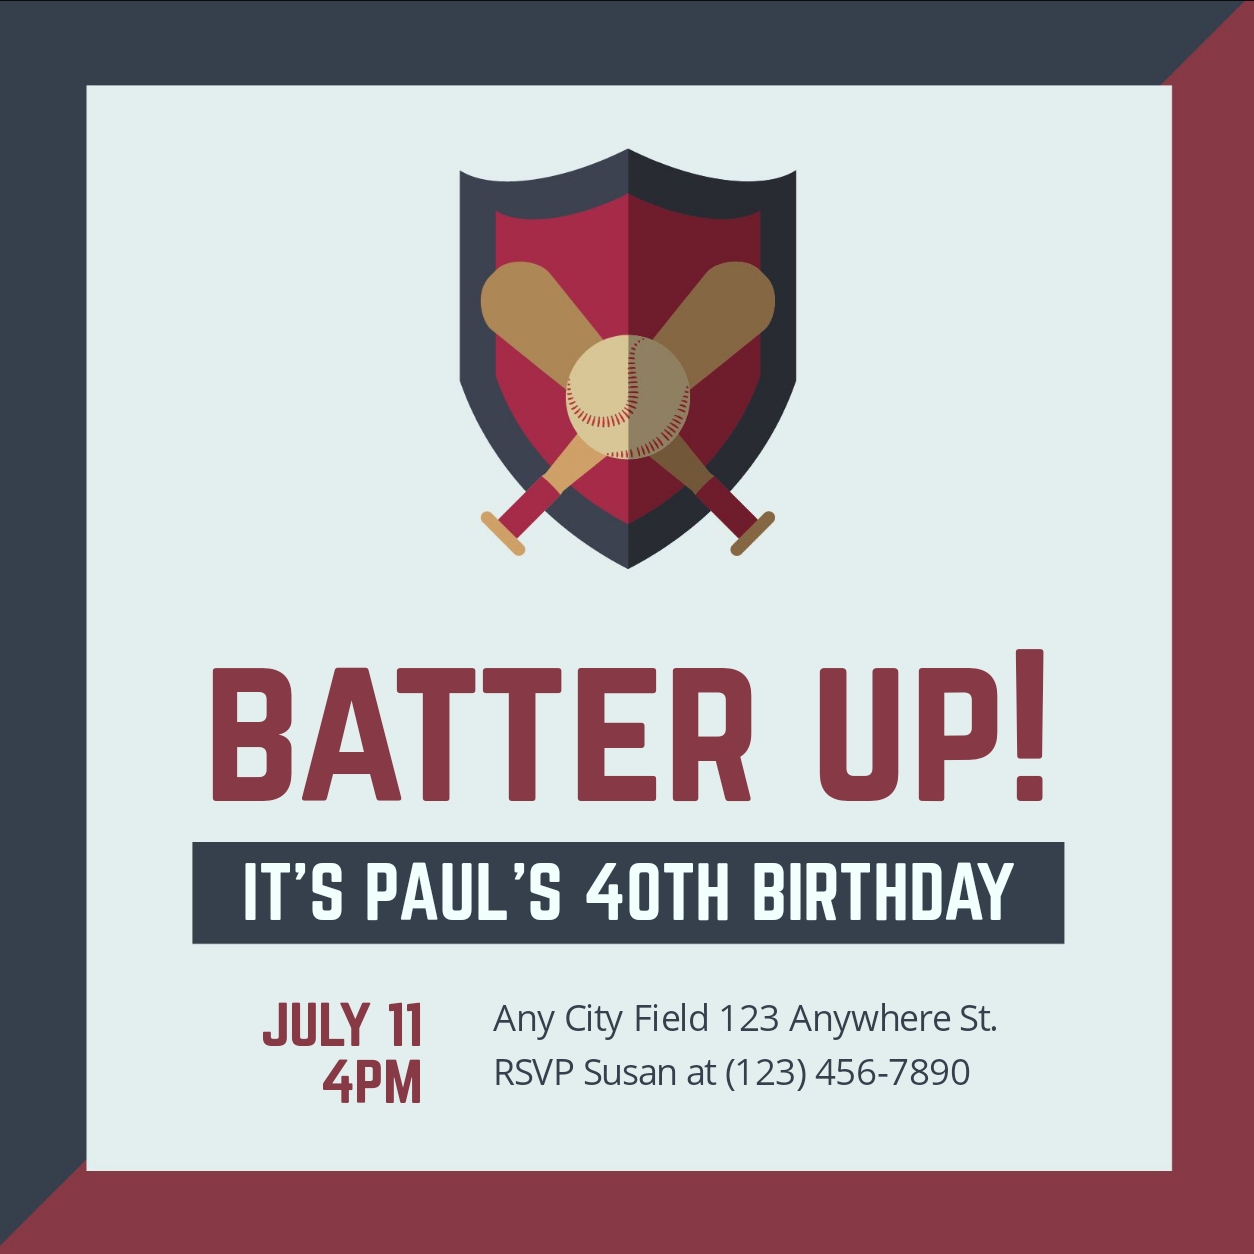 BATTER UP!
IT'S PAUL'S 40TH BIRTHDAY
JULY 11
4PM
Any City Field 123 Anywhere St.
RSVP Susan at (123) 456-7890